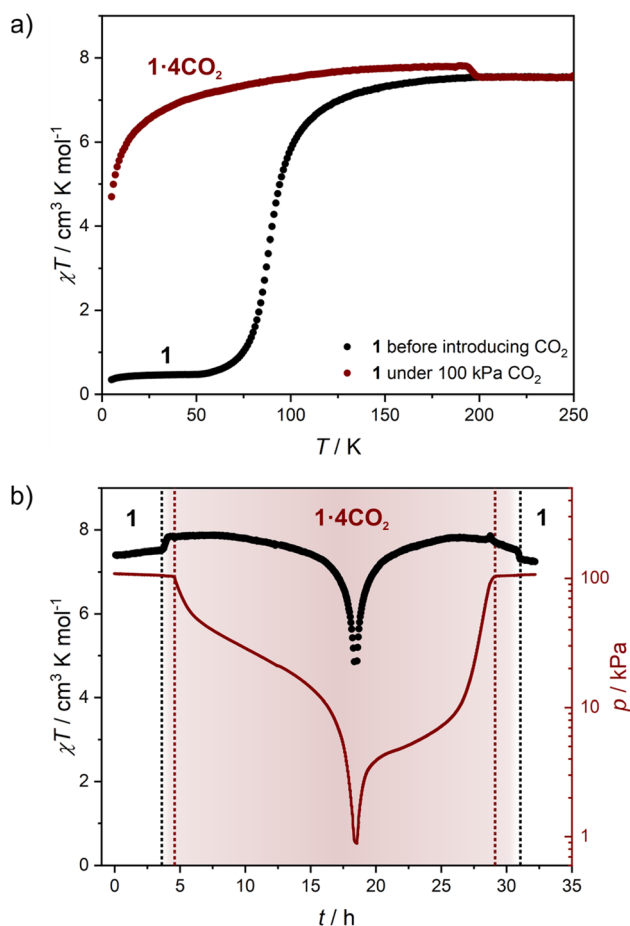 a)
8
6
4
2
0
χT / cm³ K mol⁻¹
1·4CO₂
1
1 before introducing CO₂
1 under 100 kPa CO₂
0 50 100 150 200 250
T / K
b)
8
6
4
2
0
χT / cm³ K mol⁻¹
1 1·4CO₂ 1
100
10
1
p / kPa
0 5 10 15 20 25 30 35
t / h